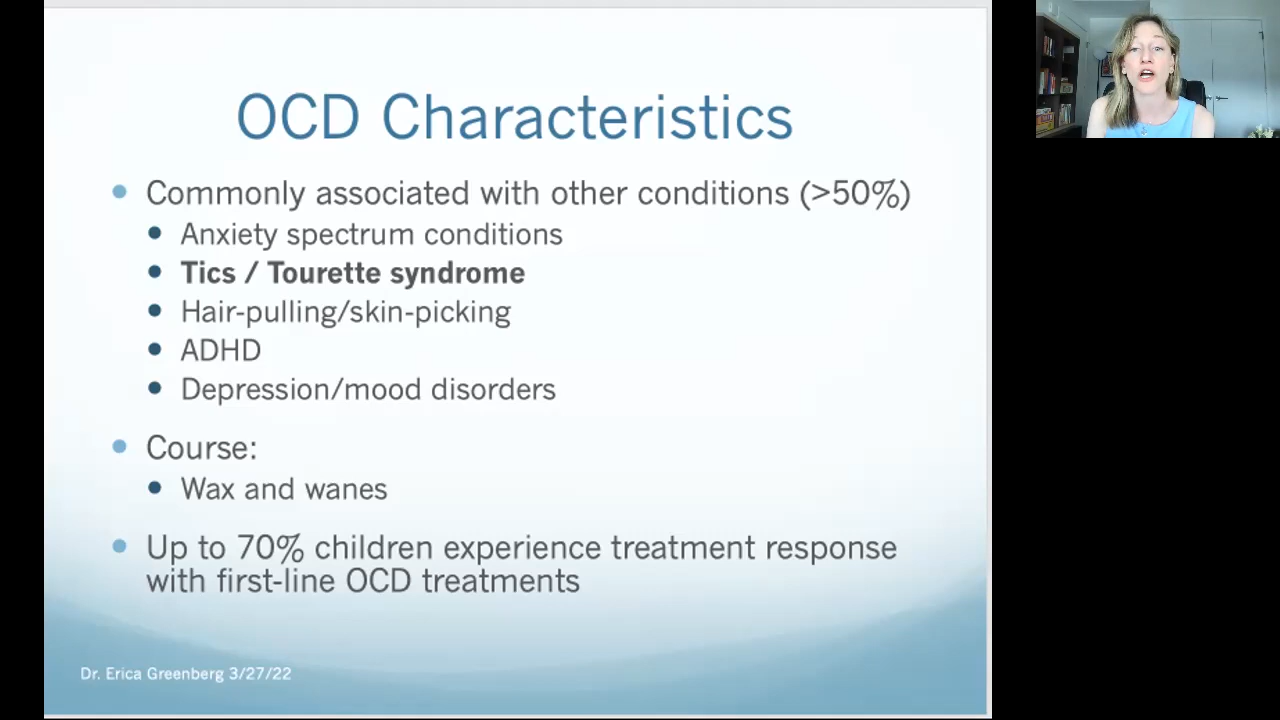 OCD Characteristics
• Commonly associated with other conditions (>50%)
• Anxiety spectrum conditions
• Tics / Tourette syndrome
• Hair-pulling/skin-picking
• ADHD
• Depression/mood disorders
• Course:
• Wax and wanes
• Up to 70% children experience treatment response
with first-line OCD treatments
Dr. Erica Greenberg 3/27/22